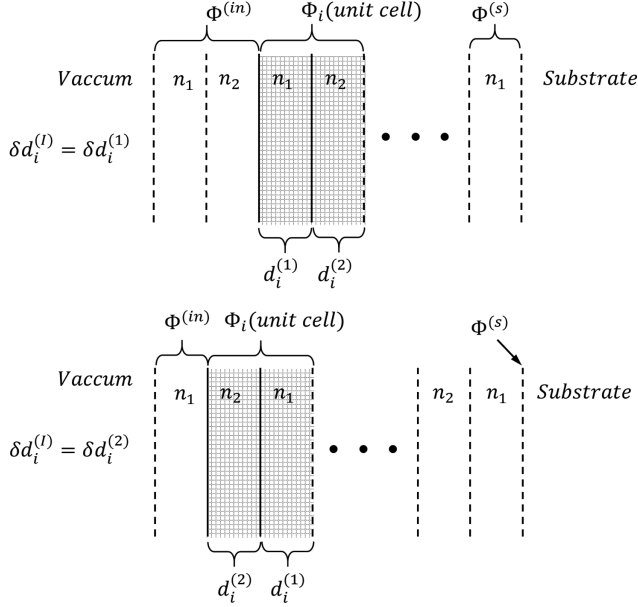 Φ^(in) Φ_i(unit cell) Φ^(s)
Vaccum n_1 n_2 n_1 n_2 n_1 Substrate
δd_i^(I) = δd_i^(1)
• • •
d_i^(1) d_i^(2)
Φ^(in) Φ_i(unit cell) Φ^(s)
Vaccum n_1 n_2 n_1 n_2 n_1 Substrate
δd_i^(I) = δd_i^(2)
• • •
d_i^(2) d_i^(1)